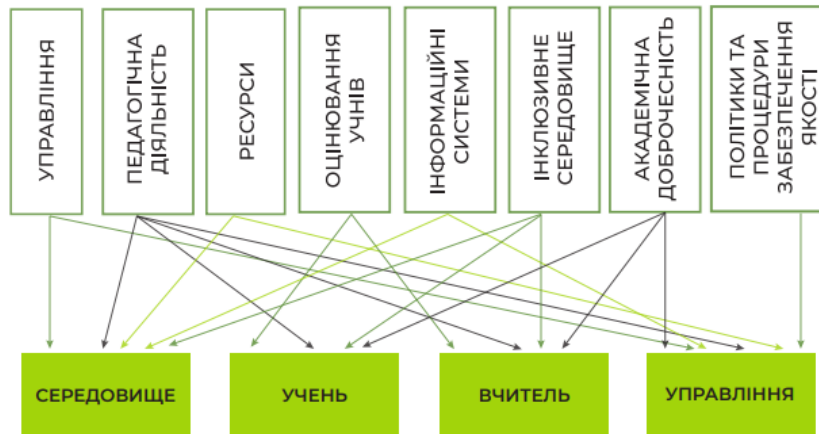 УПРАВЛІННЯ
ПЕДАГОГІЧНА
ДІЯЛЬНІСТЬ
РЕСУРСИ
ОЦІНЮВАННЯ
УЧНІВ
ІНФОРМАЦІЙНІ
СИСТЕМИ
ІНКЛЮЗИВНЕ
СЕРЕДОВИЩЕ
АКАДЕМІЧНА
ДОБРОЧЕСНІСТЬ
ПОЛІТИКИ ТА
ПРОЦЕДУРИ
ЗАБЕЗПЕЧЕННЯ
ЯКОСТІ
СЕРЕДОВИЩЕ
УЧЕНЬ
ВЧИТЕЛЬ
УПРАВЛІННЯ